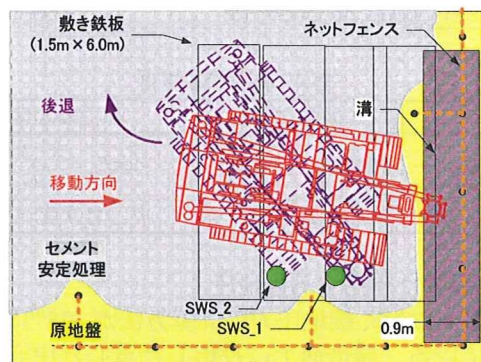 敷き鉄板
(1.5m×6.0m)
ネットフェンス
後退
溝
移動方向
セメント
安定処理
SWS_2
SWS_1
原地盤
0.9m